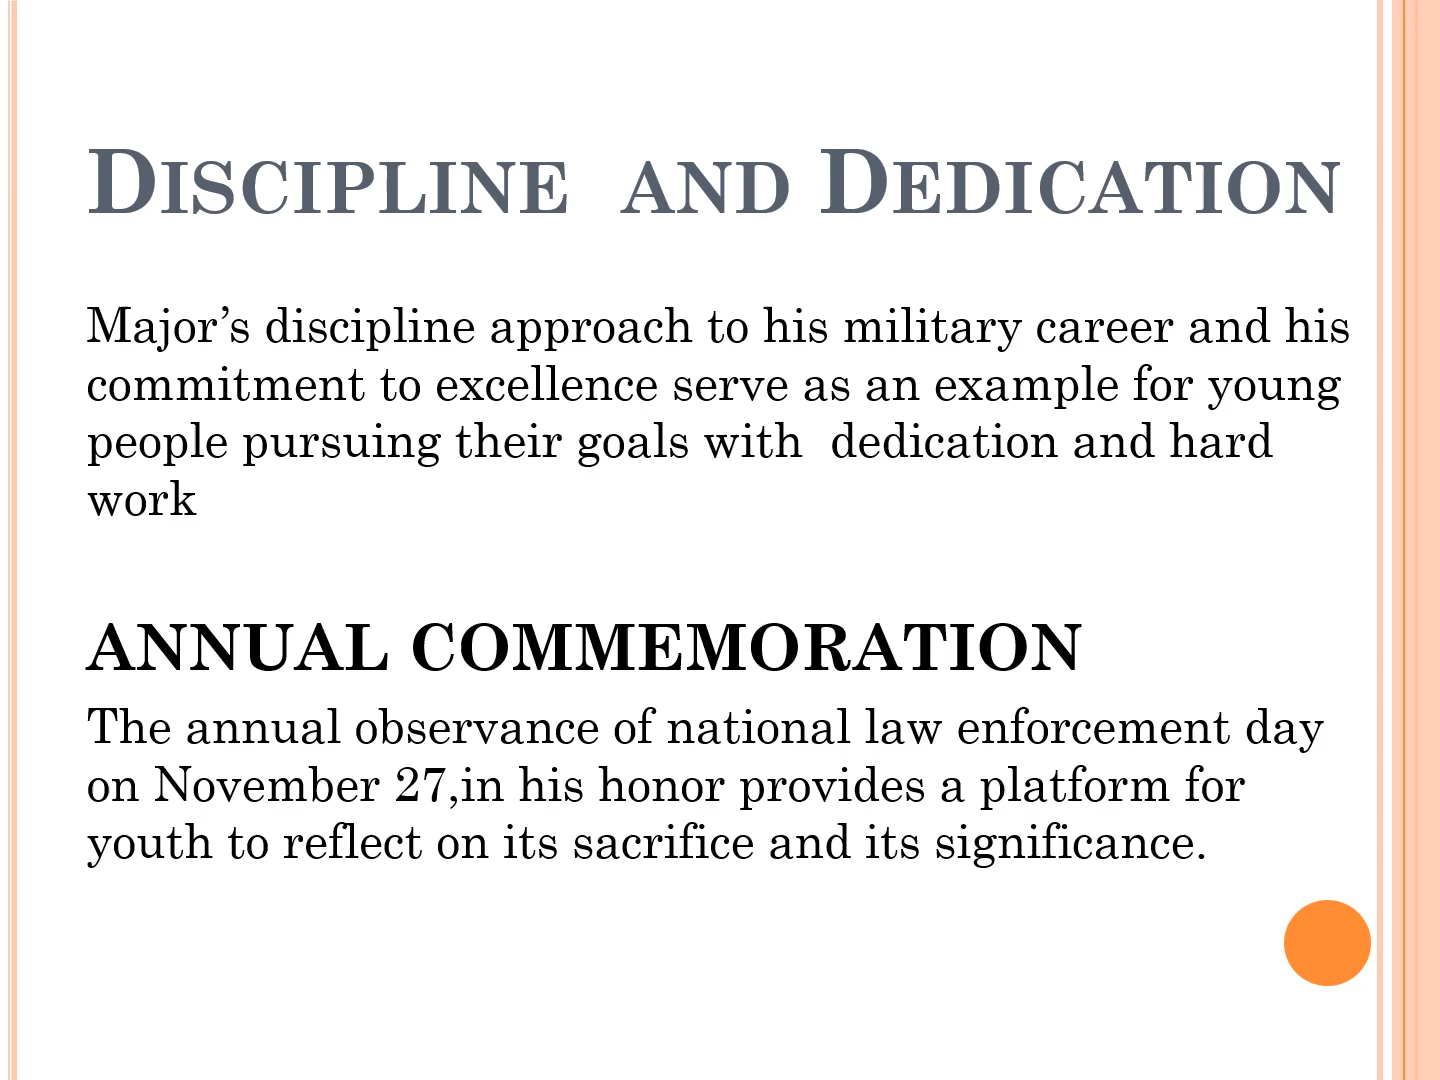 DISCIPLINE  AND DEDICATION
Major’s discipline approach to his military career and his
commitment to excellence serve as an example for young
people pursuing their goals with  dedication and hard
work
ANNUAL COMMEMORATION
The annual observance of national law enforcement day
on November 27,in his honor provides a platform for
youth to reflect on its sacrifice and its significance.